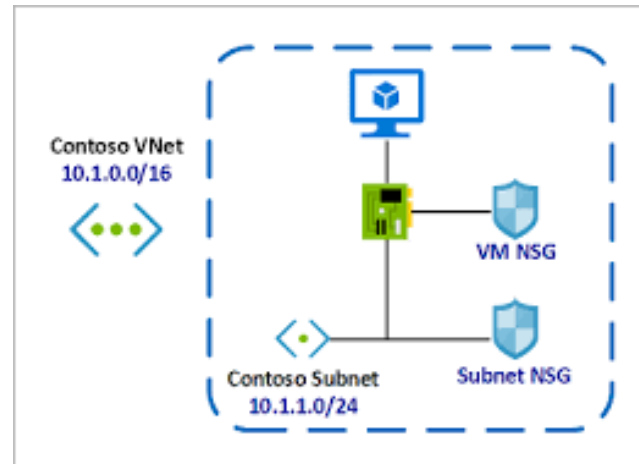 Contoso VNet
10.1.0.0/16
VM NSG
Contoso Subnet
10.1.1.0/24
Subnet NSG